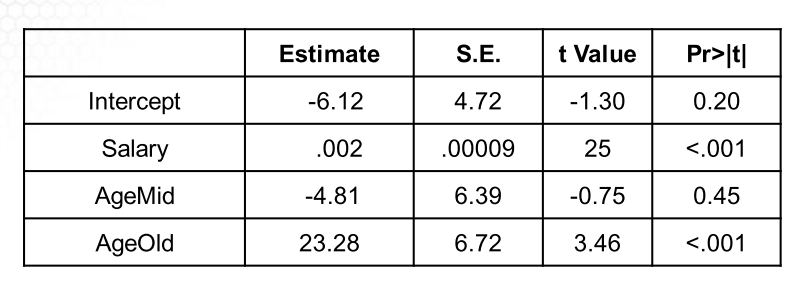 Estimate S.E. t Value Pr>|t|
Intercept -6.12 4.72 -1.30 0.20
Salary .002 .00009 25 <.001
AgeMid -4.81 6.39 -0.75 0.45
AgeOld 23.28 6.72 3.46 <.001